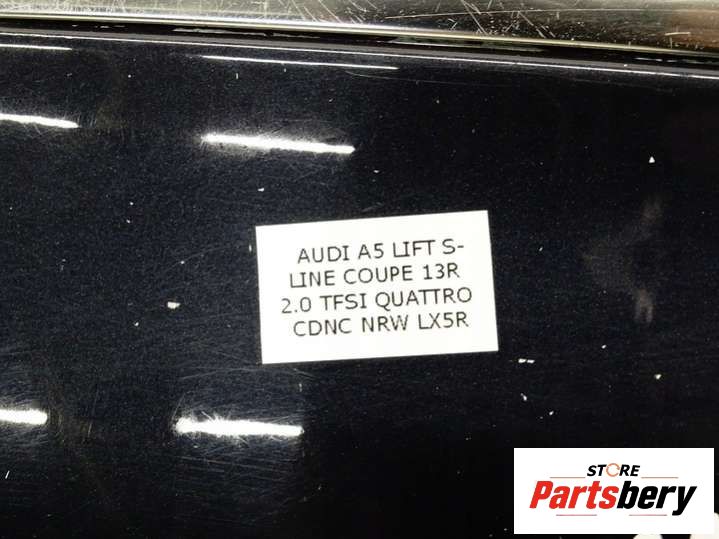 AUDI A5 LIFT S-
LINE COUPE 13R
2.0 TFSI QUATTRO
CDNC NRW LX5R
STORE
Partsbery